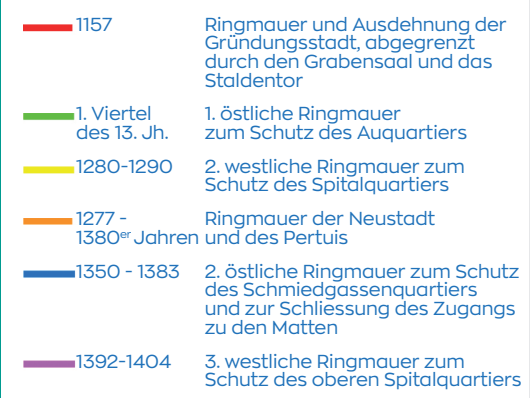 1157 Ringmauer und Ausdehnung der
Gründungsstadt, abgegrenzt
durch den Grabensaal und das
Staldentor
1. Viertel 1. östliche Ringmauer
des 13. Jh. zum Schutz des Auquartiers
1280-1290 2. westliche Ringmauer zum
Schutz des Spitalquartiers
1277 - Ringmauer der Neustadt
1380er Jahren und des Pertuis
1350 - 1383 2. östliche Ringmauer zum Schutz
des Schmiedgassenquartiers
und zur Schliessung des Zugangs
zu den Matten
1392-1404 3. westliche Ringmauer zum
Schutz des oberen Spitalquartiers